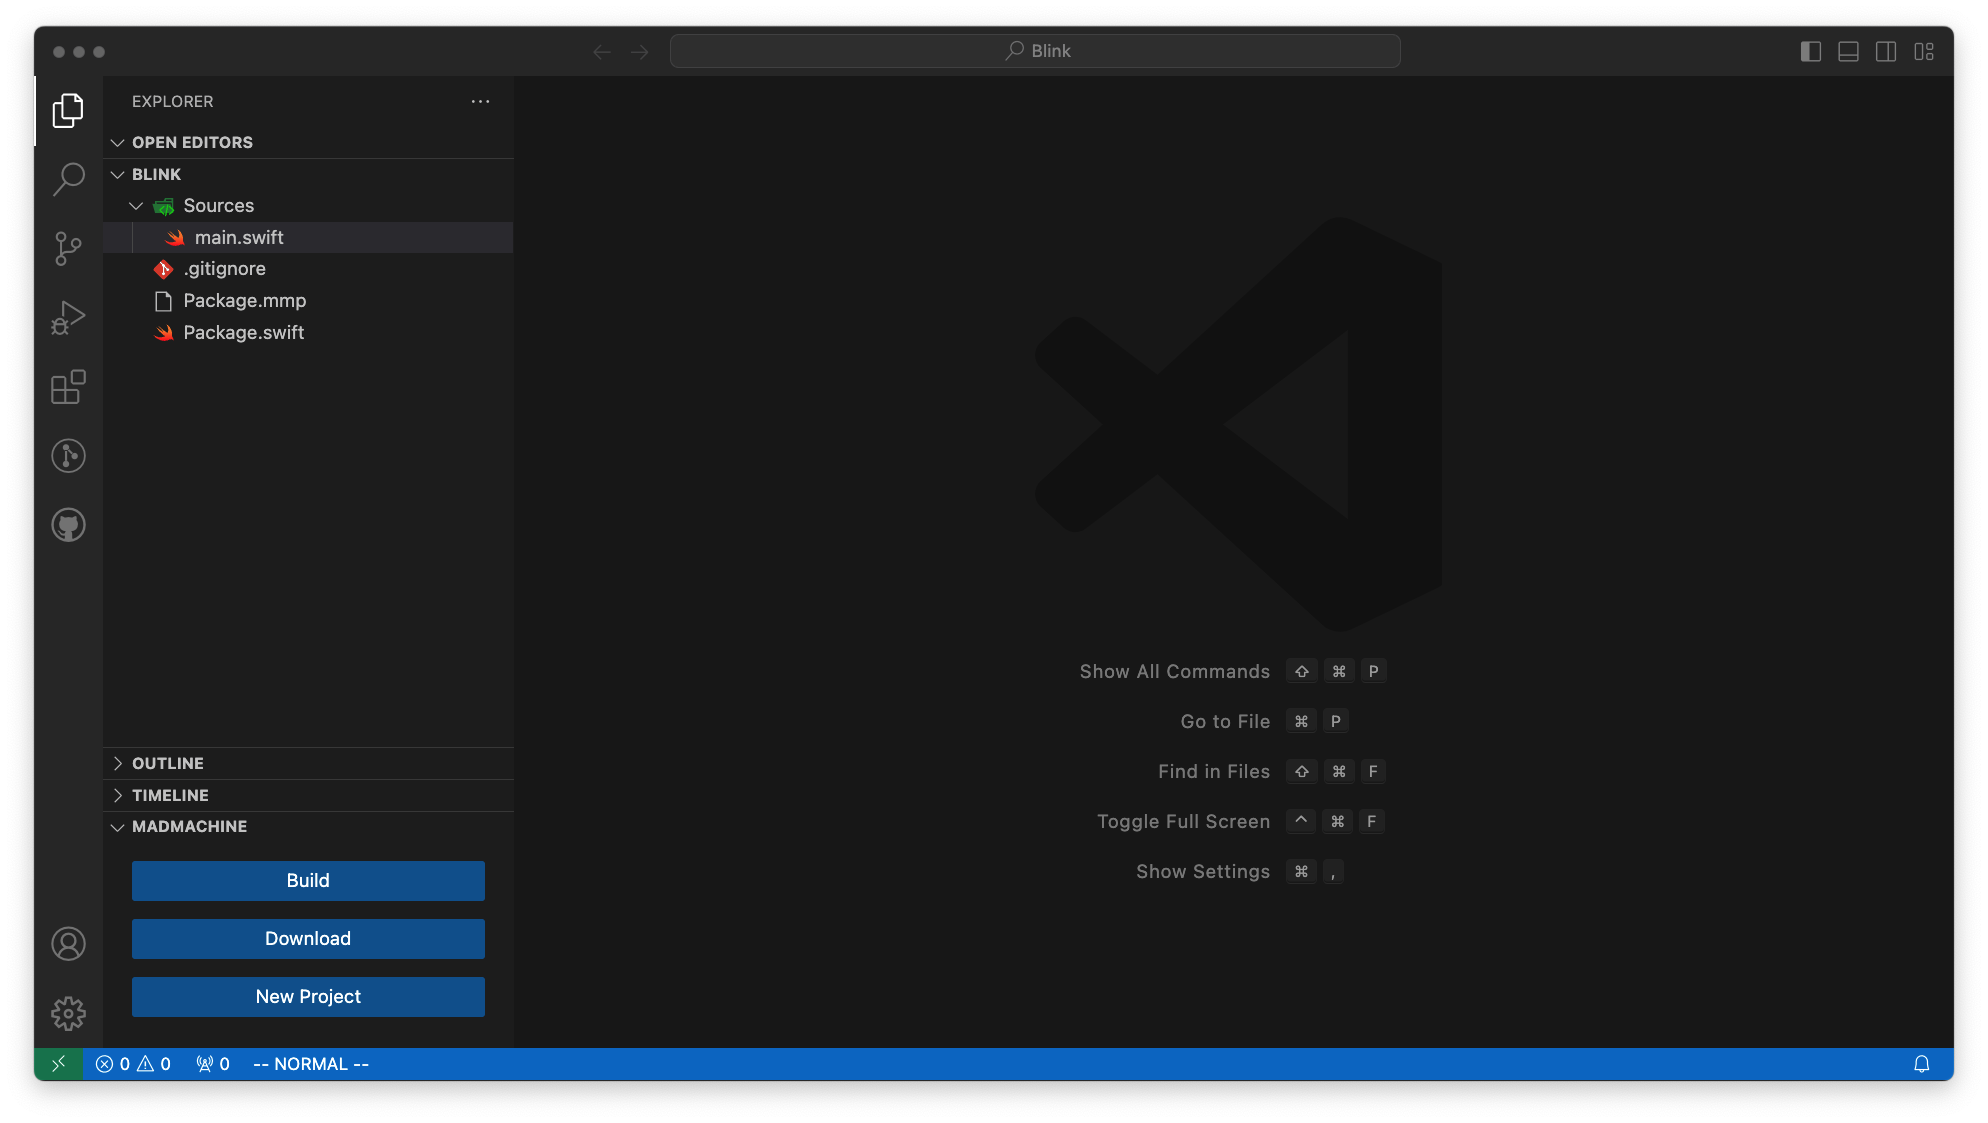 Blink
EXPLORER
OPEN EDITORS
BLINK
Sources
main.swift
.gitignore
Package.mmp
Package.swift
Show All Commands ⇧ ⌘ P
Go to File ⌘ P
Find in Files ⇧ ⌘ F
Toggle Full Screen ^ ⌘ F
Show Settings ⌘ ,
OUTLINE
TIMELINE
MADMACHINE
Build
Download
New Project
0 0 0 -- NORMAL --